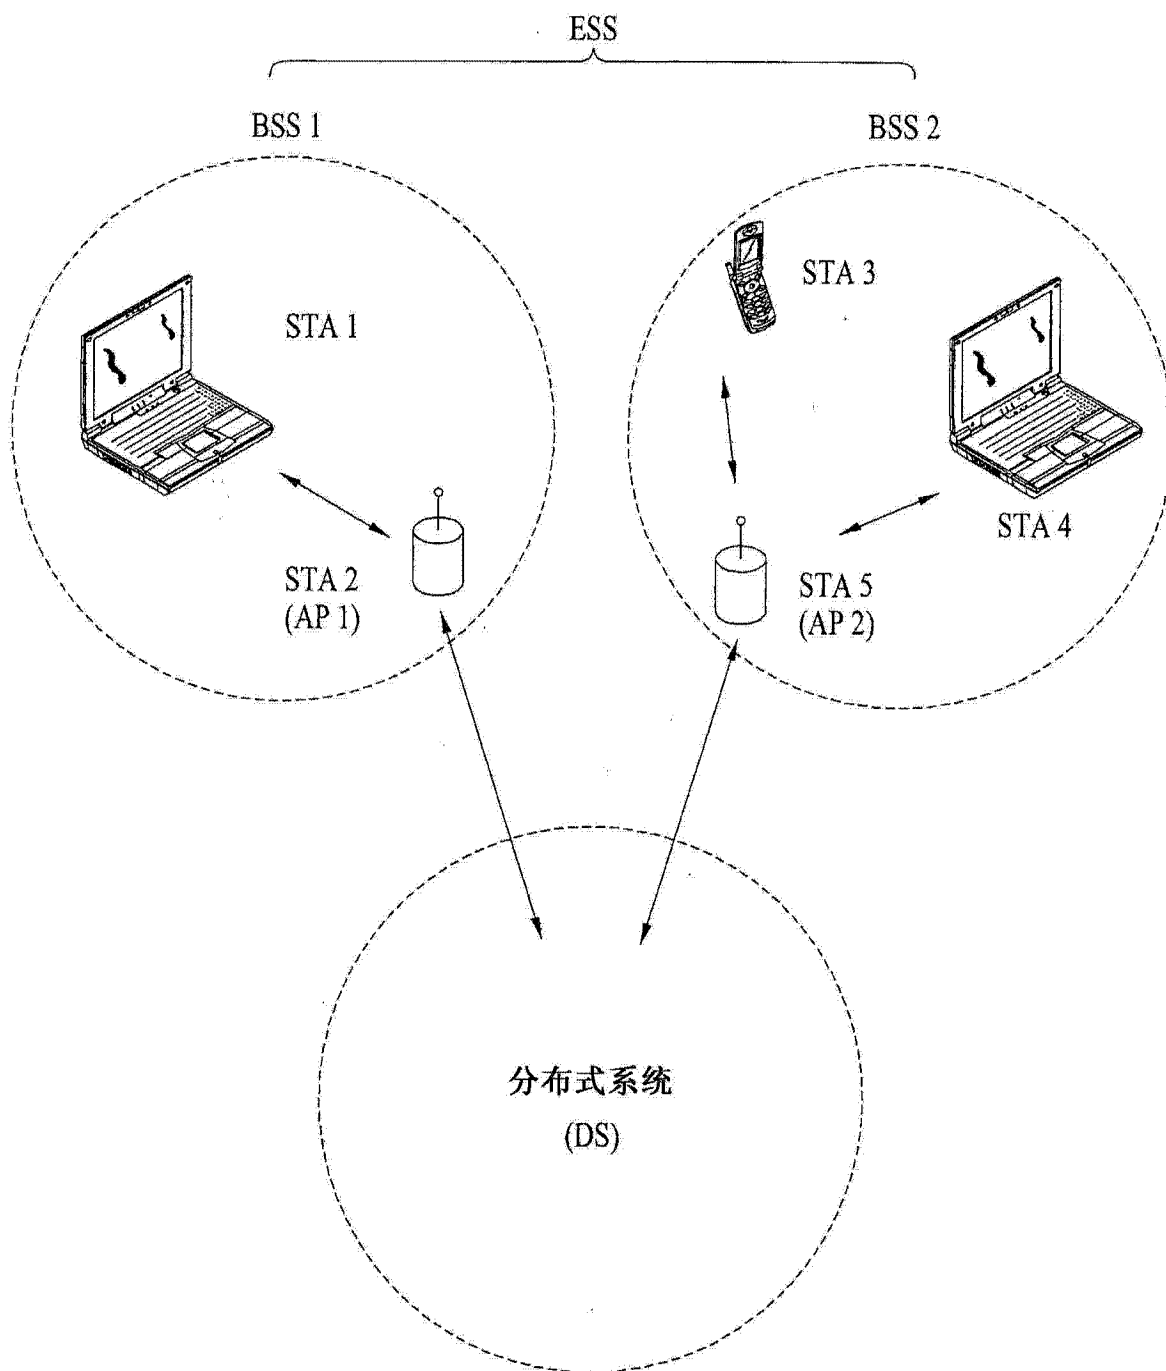 ESS
BSS 1
BSS 2
STA 1
STA 3
STA 4
STA 2
(AP 1)
STA 5
(AP 2)
分布式系统
(DS)